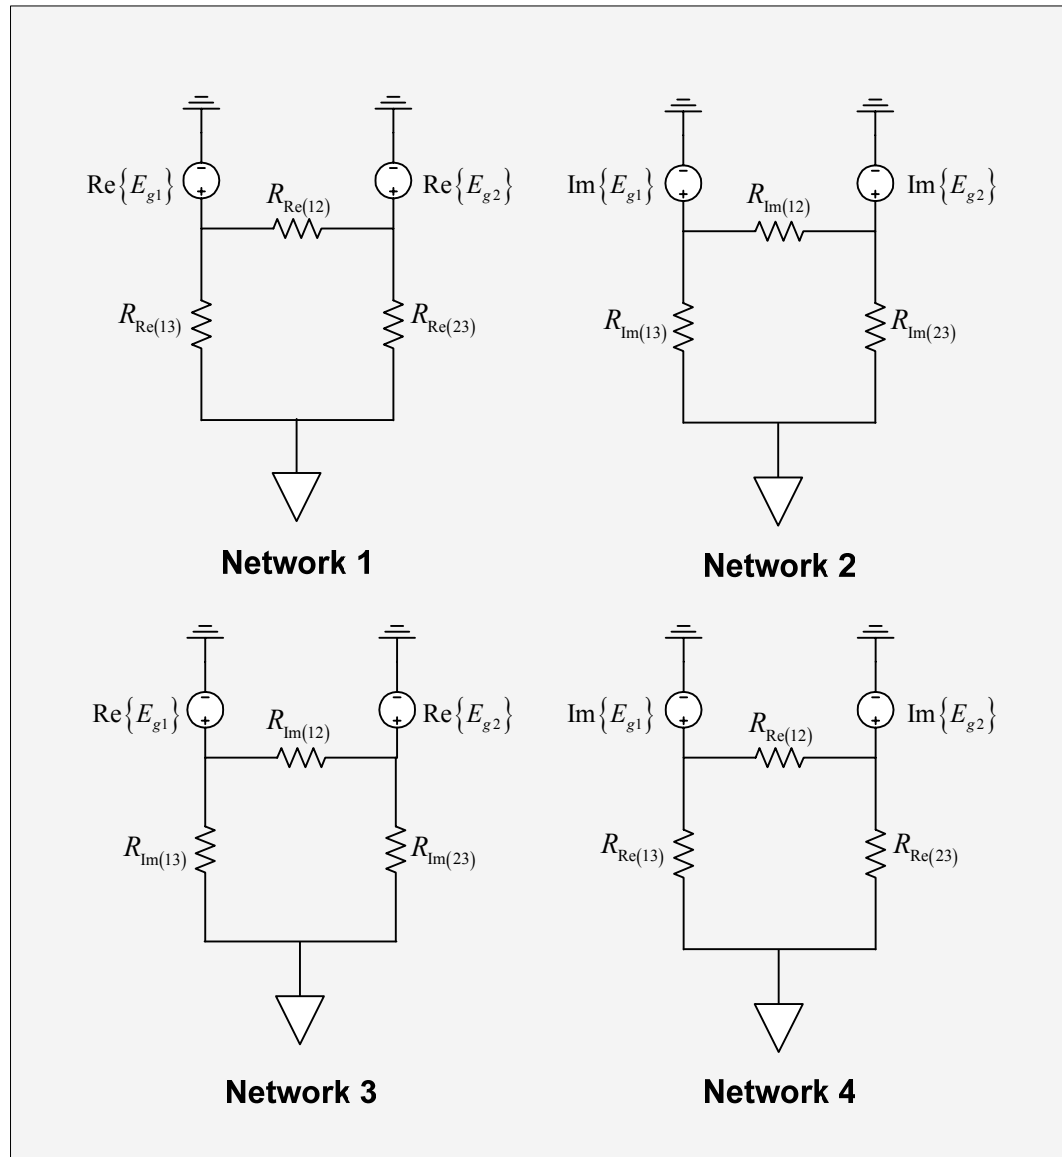 Re{E_g1} R_Re(12) Re{E_g2}
R_Re(13) R_Re(23)
Network 1
Im{E_g1} R_Im(12) Im{E_g2}
R_Im(13) R_Im(23)
Network 2
Re{E_g1} R_Im(12) Re{E_g2}
R_Im(13) R_Im(23)
Network 3
Im{E_g1} R_Re(12) Im{E_g2}
R_Re(13) R_Re(23)
Network 4